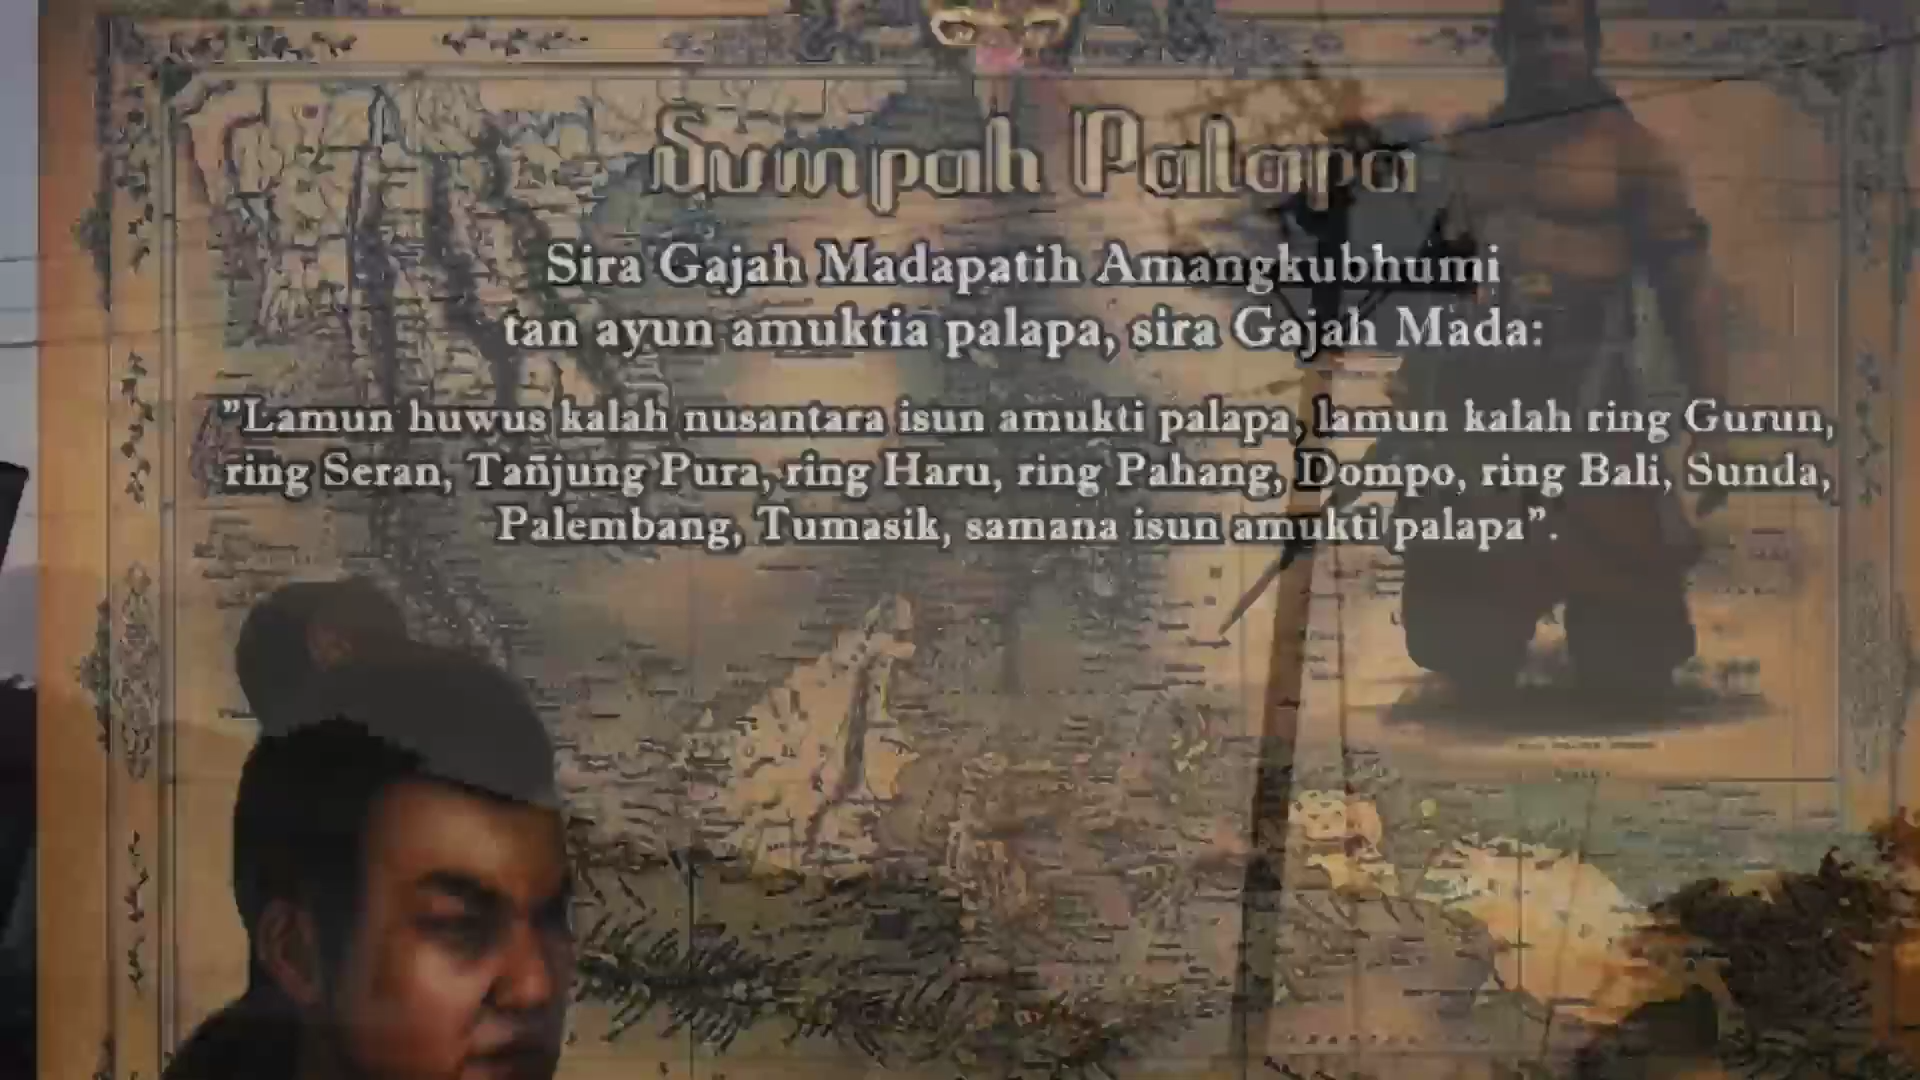 Sumpah Palapa
Sira Gajah Madapatih Amangkubhumi
tan ayun amuktia palapa, sira Gajah Mada:
"Lamun huwus kalah nusantara isun amukti palapa, lamun kalah ring Gurun,
ring Seran, Tañjung Pura, ring Haru, ring Pahang, Dompo, ring Bali, Sunda,
Palembang, Tumasik, samana isun amukti palapa".